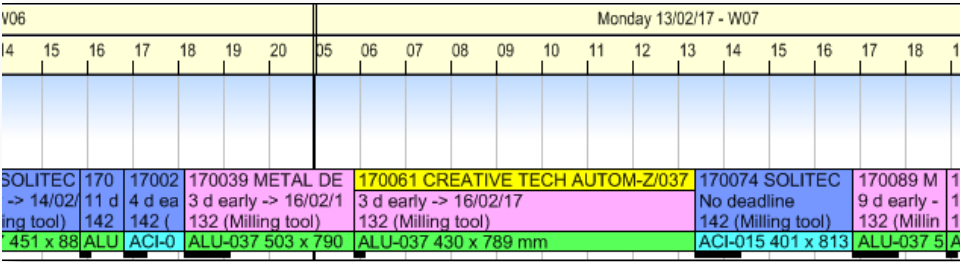 W06
Monday 13/02/17 - W07
14 15 16 17 18 19 20 05 06 07 08 09 10 11 12 13 14 15 16 17 18 1
SOLITEC
-> 14/02/
ing tool)
451 x 88
170
11 d
142
ALU
17002
4 d ea
142 (
ACI-0
170039 METAL DE
3 d early -> 16/02/1
132 (Milling tool)
ALU-037 503 x 790
170061 CREATIVE TECH AUTOM-Z/037
3 d early -> 16/02/17
132 (Milling tool)
ALU-037 430 x 789 mm
170074 SOLITEC
No deadline
142 (Milling tool)
ACI-015 401 x 813
170089 M
9 d early -
132 (Millin
ALU-037 5
1
1
1
A